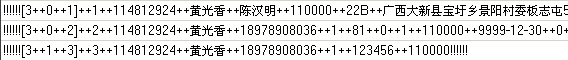 !!!!!![3++0++1]++1++114812924++黄光香++陈汉明++110000++22B++广西大新县宝圩乡景阳村委板志屯5
!!!!!![3++0++2]++2++114812924++黄光香++18978908036++1++81++0++1++110000++9999-12-30++0+
!!!!!![3++1++3]++3++114812924++黄光香++18978908036++1++123456++110000!!!!!!